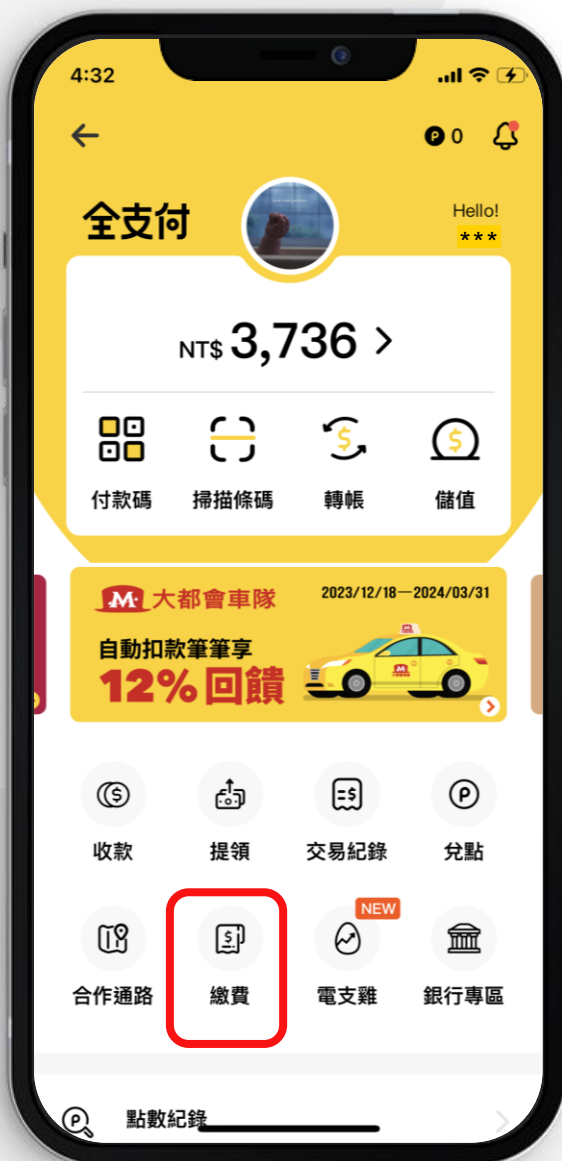 4:32
P 0
全支付
Hello!
***
NT$ 3,736
付款碼 掃描條碼 轉帳 儲值
M 大都會車隊 2023/12/18—2024/03/31
自動扣款筆筆享
12%回饋
收款 提領 交易紀錄 兌點
NEW
合作通路 繳費 電支雞 銀行專區
點數紀錄